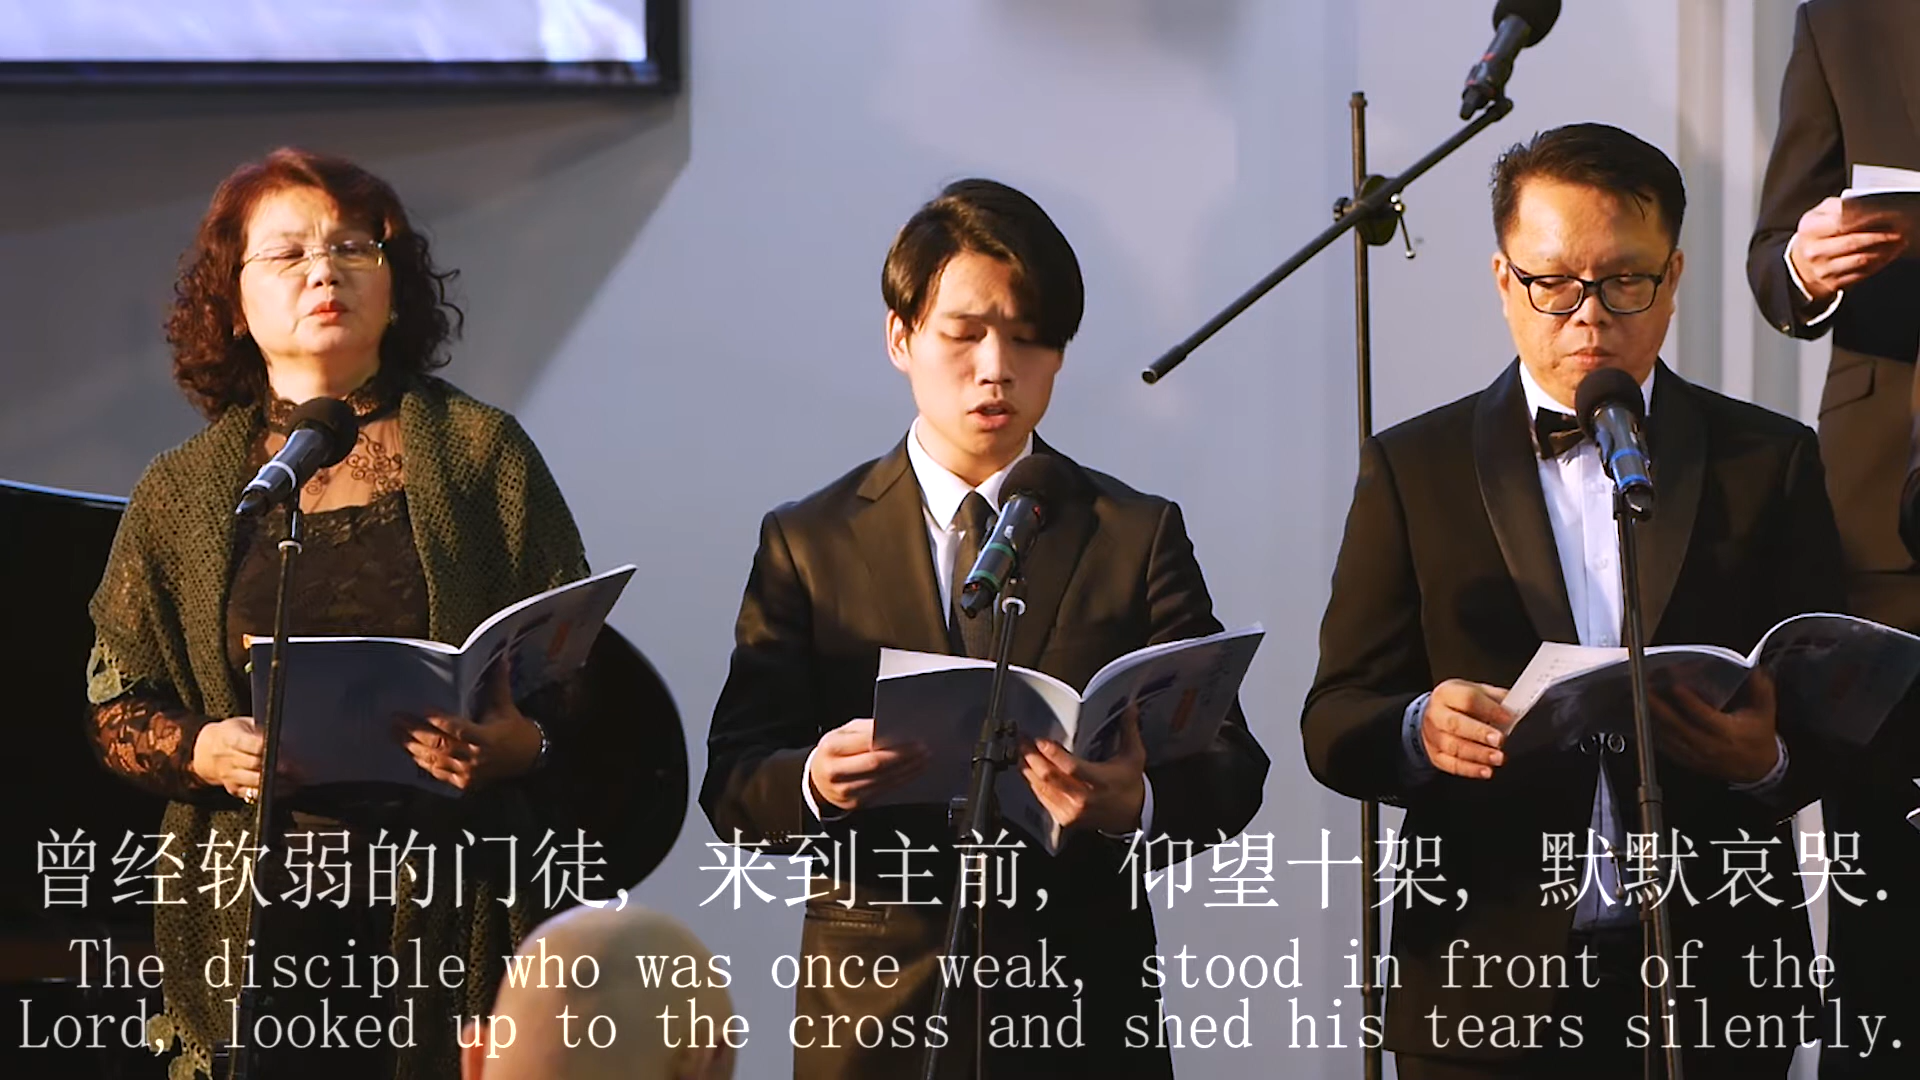 曾经软弱的门徒, 来到主前, 仰望十架, 默默哀哭.
The disciple who was once weak, stood in front of the
Lord, looked up to the cross and shed his tears silently.